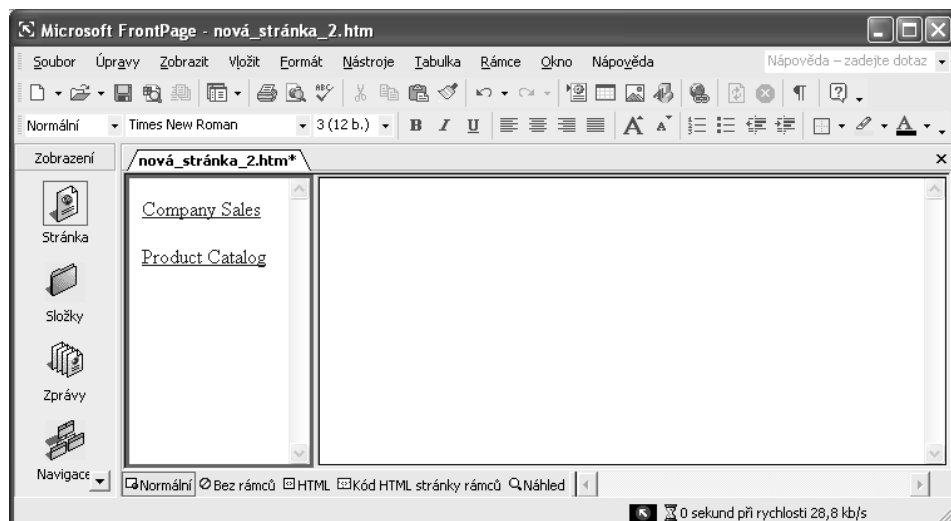 Microsoft FrontPage - nová_stránka_2.htm
Soubor Úpravy Zobrazit Vložit Formát Nástroje Tabulka Rámce Okno Nápověda Nápověda – zadejte dotaz
Normální Times New Roman 3 (12 b.) B I U A A A
Zobrazení nová_stránka_2.htm*
Company Sales
Stránka
Product Catalog
Složky
Zprávy
Navigace
Normální Bez rámců HTML Kód HTML stránky rámců Náhled
0 sekund při rychlosti 28,8 kb/s